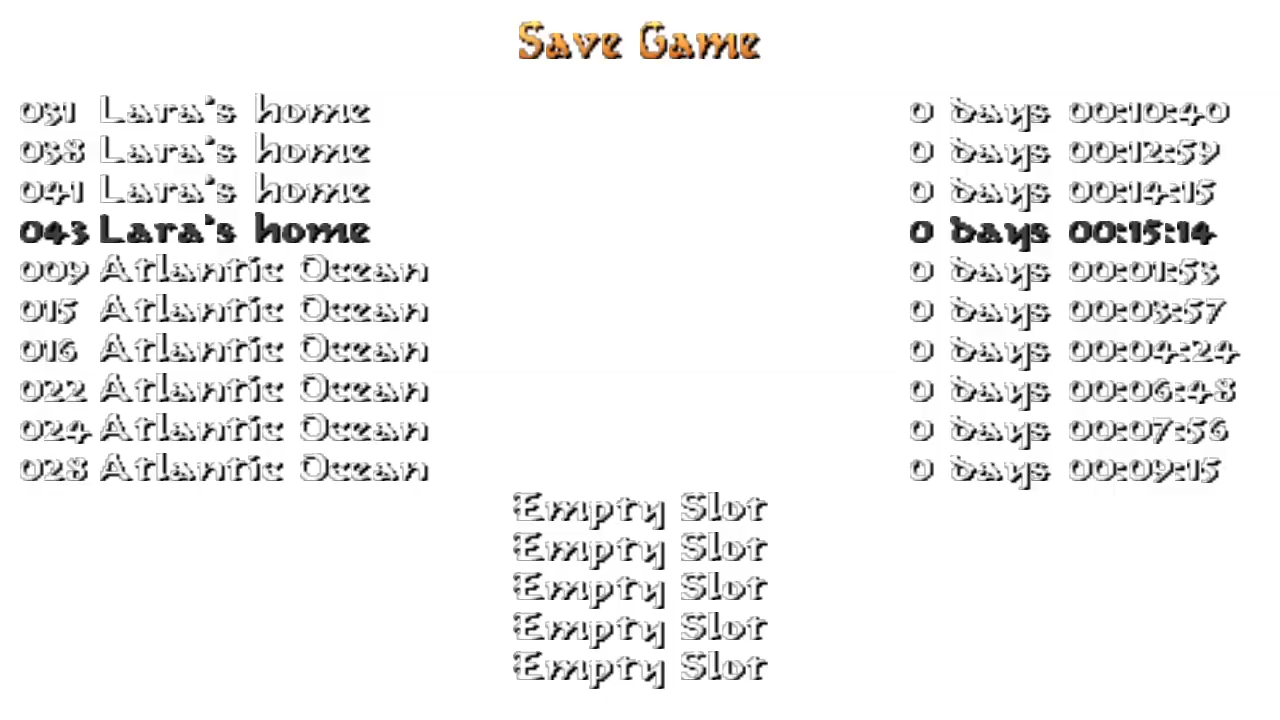 Save Game
031 Lara's home 0 days 00:10:40
038 Lara's home 0 days 00:12:59
041 Lara's home 0 days 00:14:15
043 Lara's home 0 days 00:15:14
009 Atlantic Ocean 0 days 00:01:53
015 Atlantic Ocean 0 days 00:03:57
016 Atlantic Ocean 0 days 00:04:24
022 Atlantic Ocean 0 days 00:06:48
024 Atlantic Ocean 0 days 00:07:56
028 Atlantic Ocean 0 days 00:09:15
Empty Slot
Empty Slot
Empty Slot
Empty Slot
Empty Slot